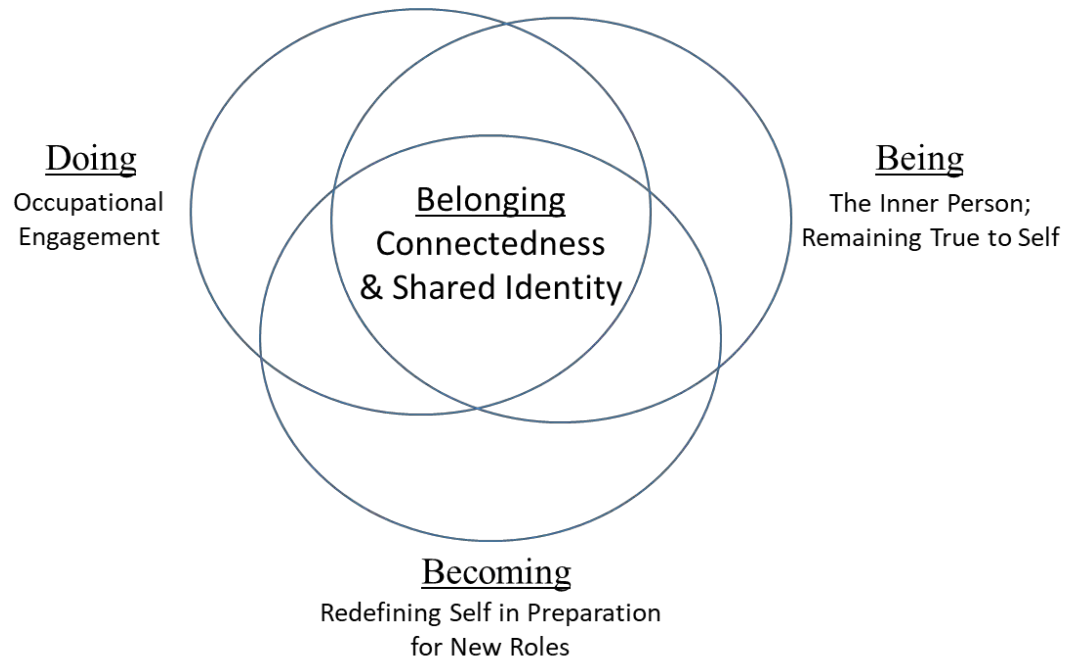 Doing
Occupational
Engagement
Belonging
Connectedness
& Shared Identity
Being
The Inner Person;
Remaining True to Self
Becoming
Redefining Self in Preparation
for New Roles